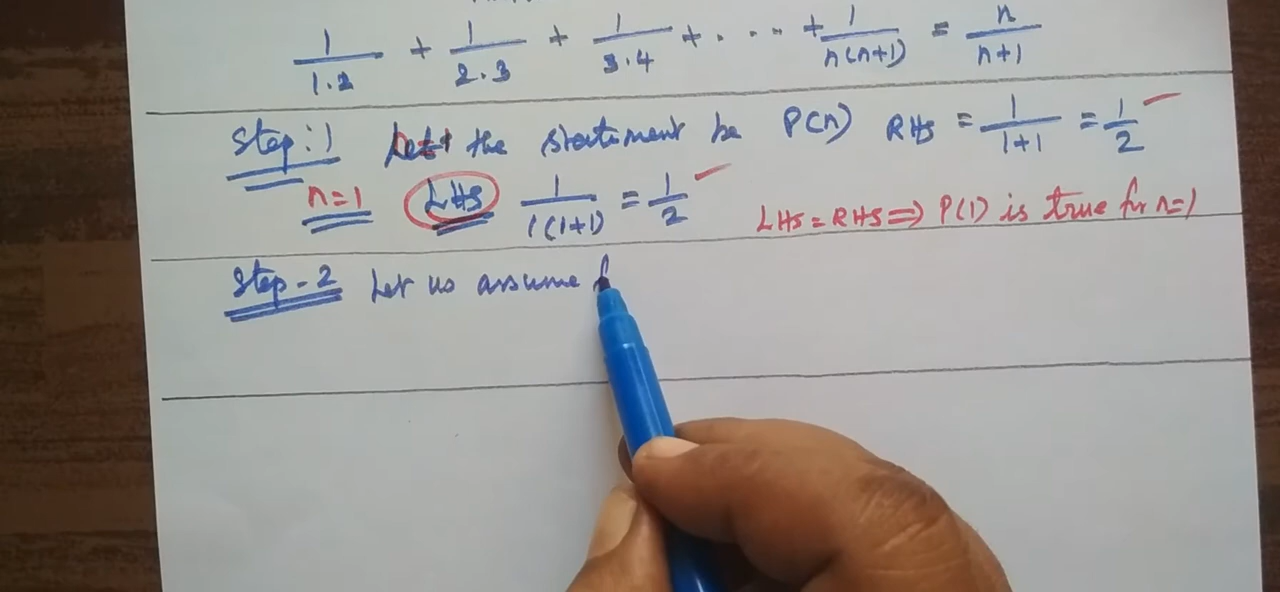 1/1.2 + 1/2.3 + 1/3.4 + . . . . + 1/n(n+1) = n/n+1
Step:1 Let the statement be P(n) RHS = 1/1+1 = 1/2
n=1 LHS 1/1(1+1) = 1/2 LHS = RHS ⇒ P(1) is true for n=1
Step-2 Let us assume